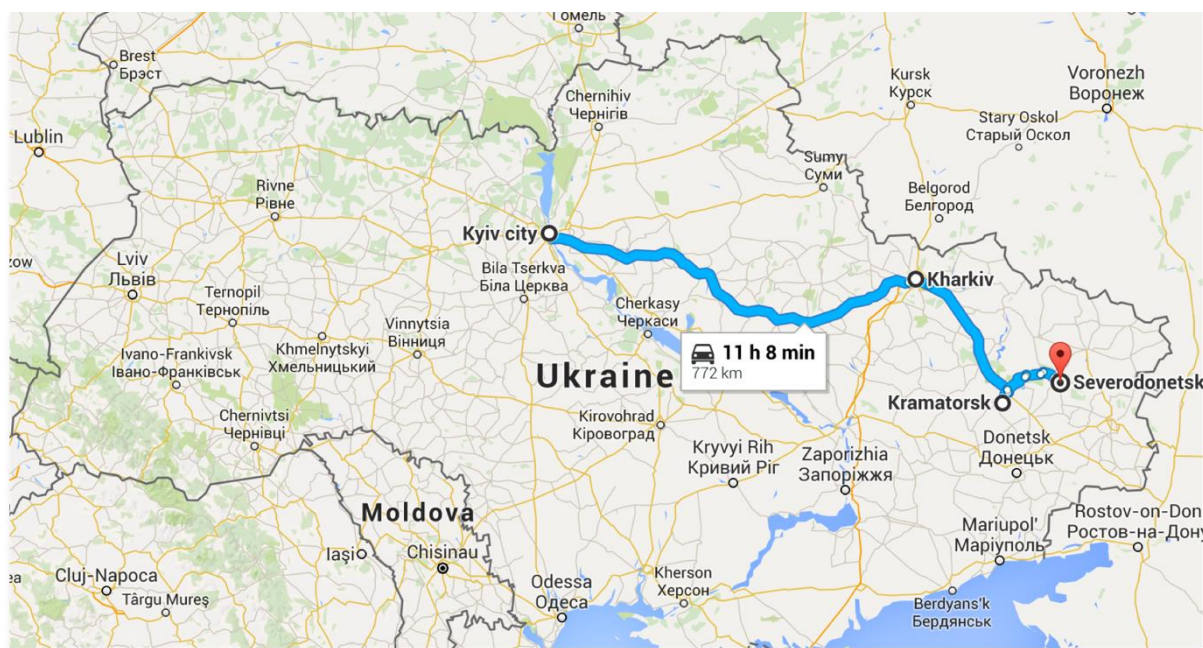 Гомель
Brest
Брэст
Kursk
Курск
Voronezh
Воронеж
Chernihiv
Чернігів
Stary Oskol
Старый Оскол
Lublin
Sumy
Суми
Rivne
Рівне
Belgorod
Белгород
Kyiv city
zow
Lviv
Львів
Bila Tserkva
Біла Церква
Kharkiv
Ternopil
Тернопіль
Cherkasy
Черкаси
Vinnytsia
Вінниця
Khmelnytskyi
Хмельницький
11 h 8 min
772 km
Ivano-Frankivsk
Івано-Франківськ
Ukraine
Severodonetsk
Kramatorsk
Chernivtsi
Чернівці
Kirovohrad
Кіровоград
Donetsk
Донецьк
Kryvyi Rih
Кривий Ріг
Zaporizhia
Запоріжжя
Moldova
Rostov-on-Don
Ростов-на-Дону
Mariupol'
Маріуполь
Iaşi
Chisinau
Cluj-Napoca
ea
Târgu Mureş
Odessa
Одеса
Kherson
Херсон
Berdyans'k
Бердянськ